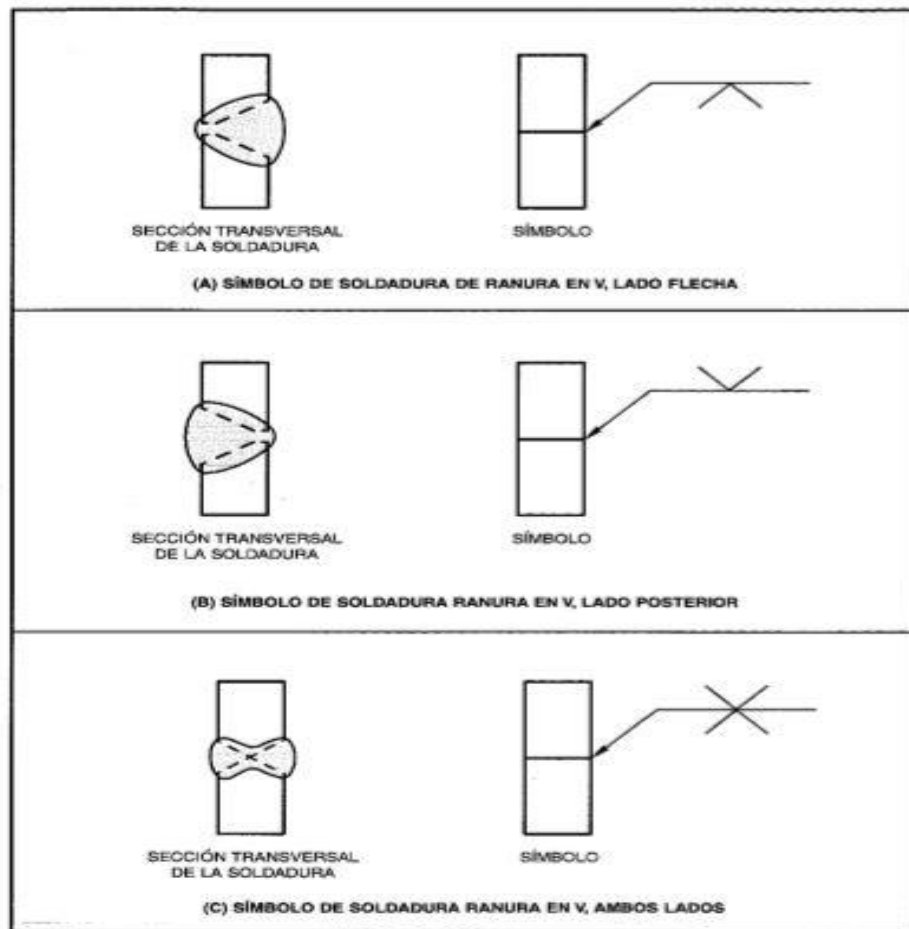 SECCIÓN TRANSVERSAL
DE LA SOLDADURA
SÍMBOLO
(A) SÍMBOLO DE SOLDADURA DE RANURA EN V, LADO FLECHA
SECCIÓN TRANSVERSAL
DE LA SOLDADURA
SÍMBOLO
(B) SÍMBOLO DE SOLDADURA RANURA EN V, LADO POSTERIOR
SECCIÓN TRANSVERSAL
DE LA SOLDADURA
SÍMBOLO
(C) SÍMBOLO DE SOLDADURA RANURA EN V, AMBOS LADOS